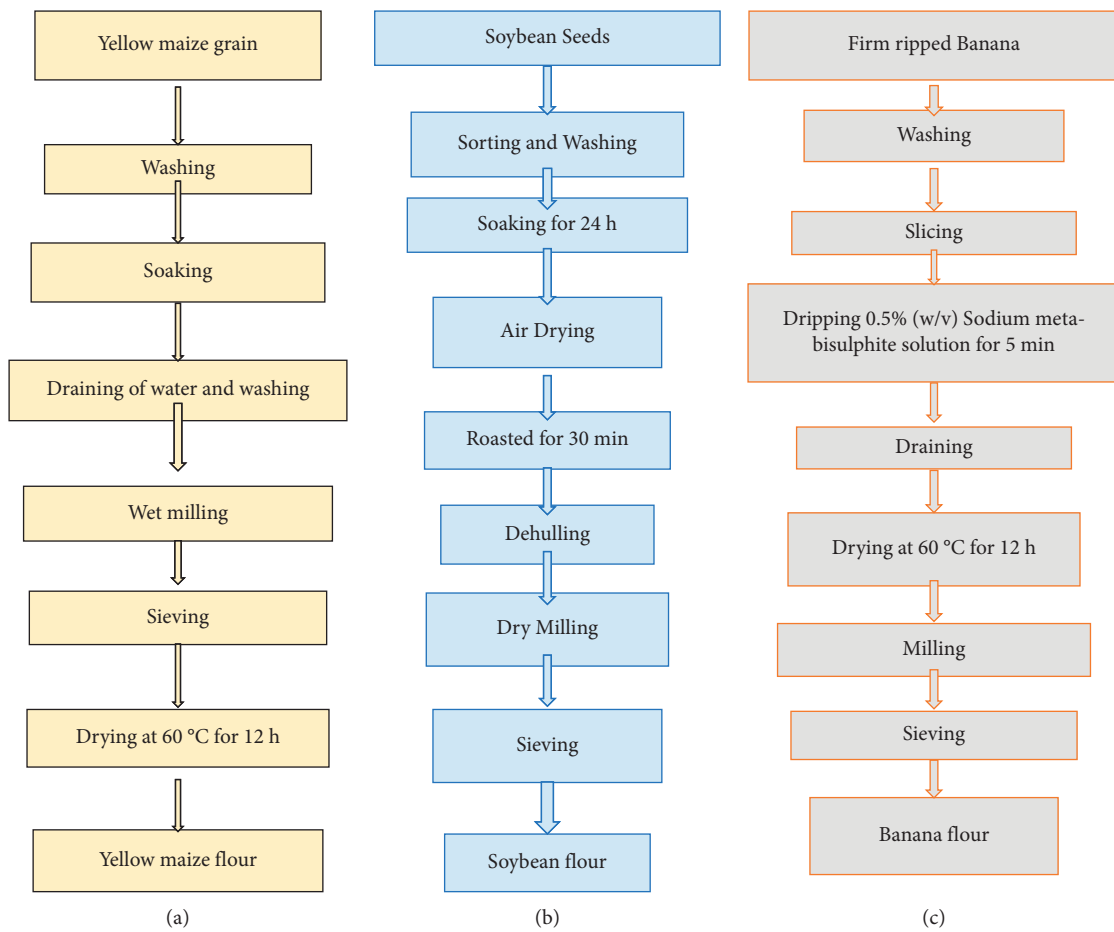 Yellow maize grain
Washing
Soaking
Draining of water and washing
Wet milling
Sieving
Drying at 60 °C for 12 h
Yellow maize flour
(a)
Soybean Seeds
Sorting and Washing
Soaking for 24 h
Air Drying
Roasted for 30 min
Dehulling
Dry Milling
Sieving
Soybean flour
(b)
Firm ripped Banana
Washing
Slicing
Dripping 0.5% (w/v) Sodium meta-
bisulphite solution for 5 min
Draining
Drying at 60 °C for 12 h
Milling
Sieving
Banana flour
(c)